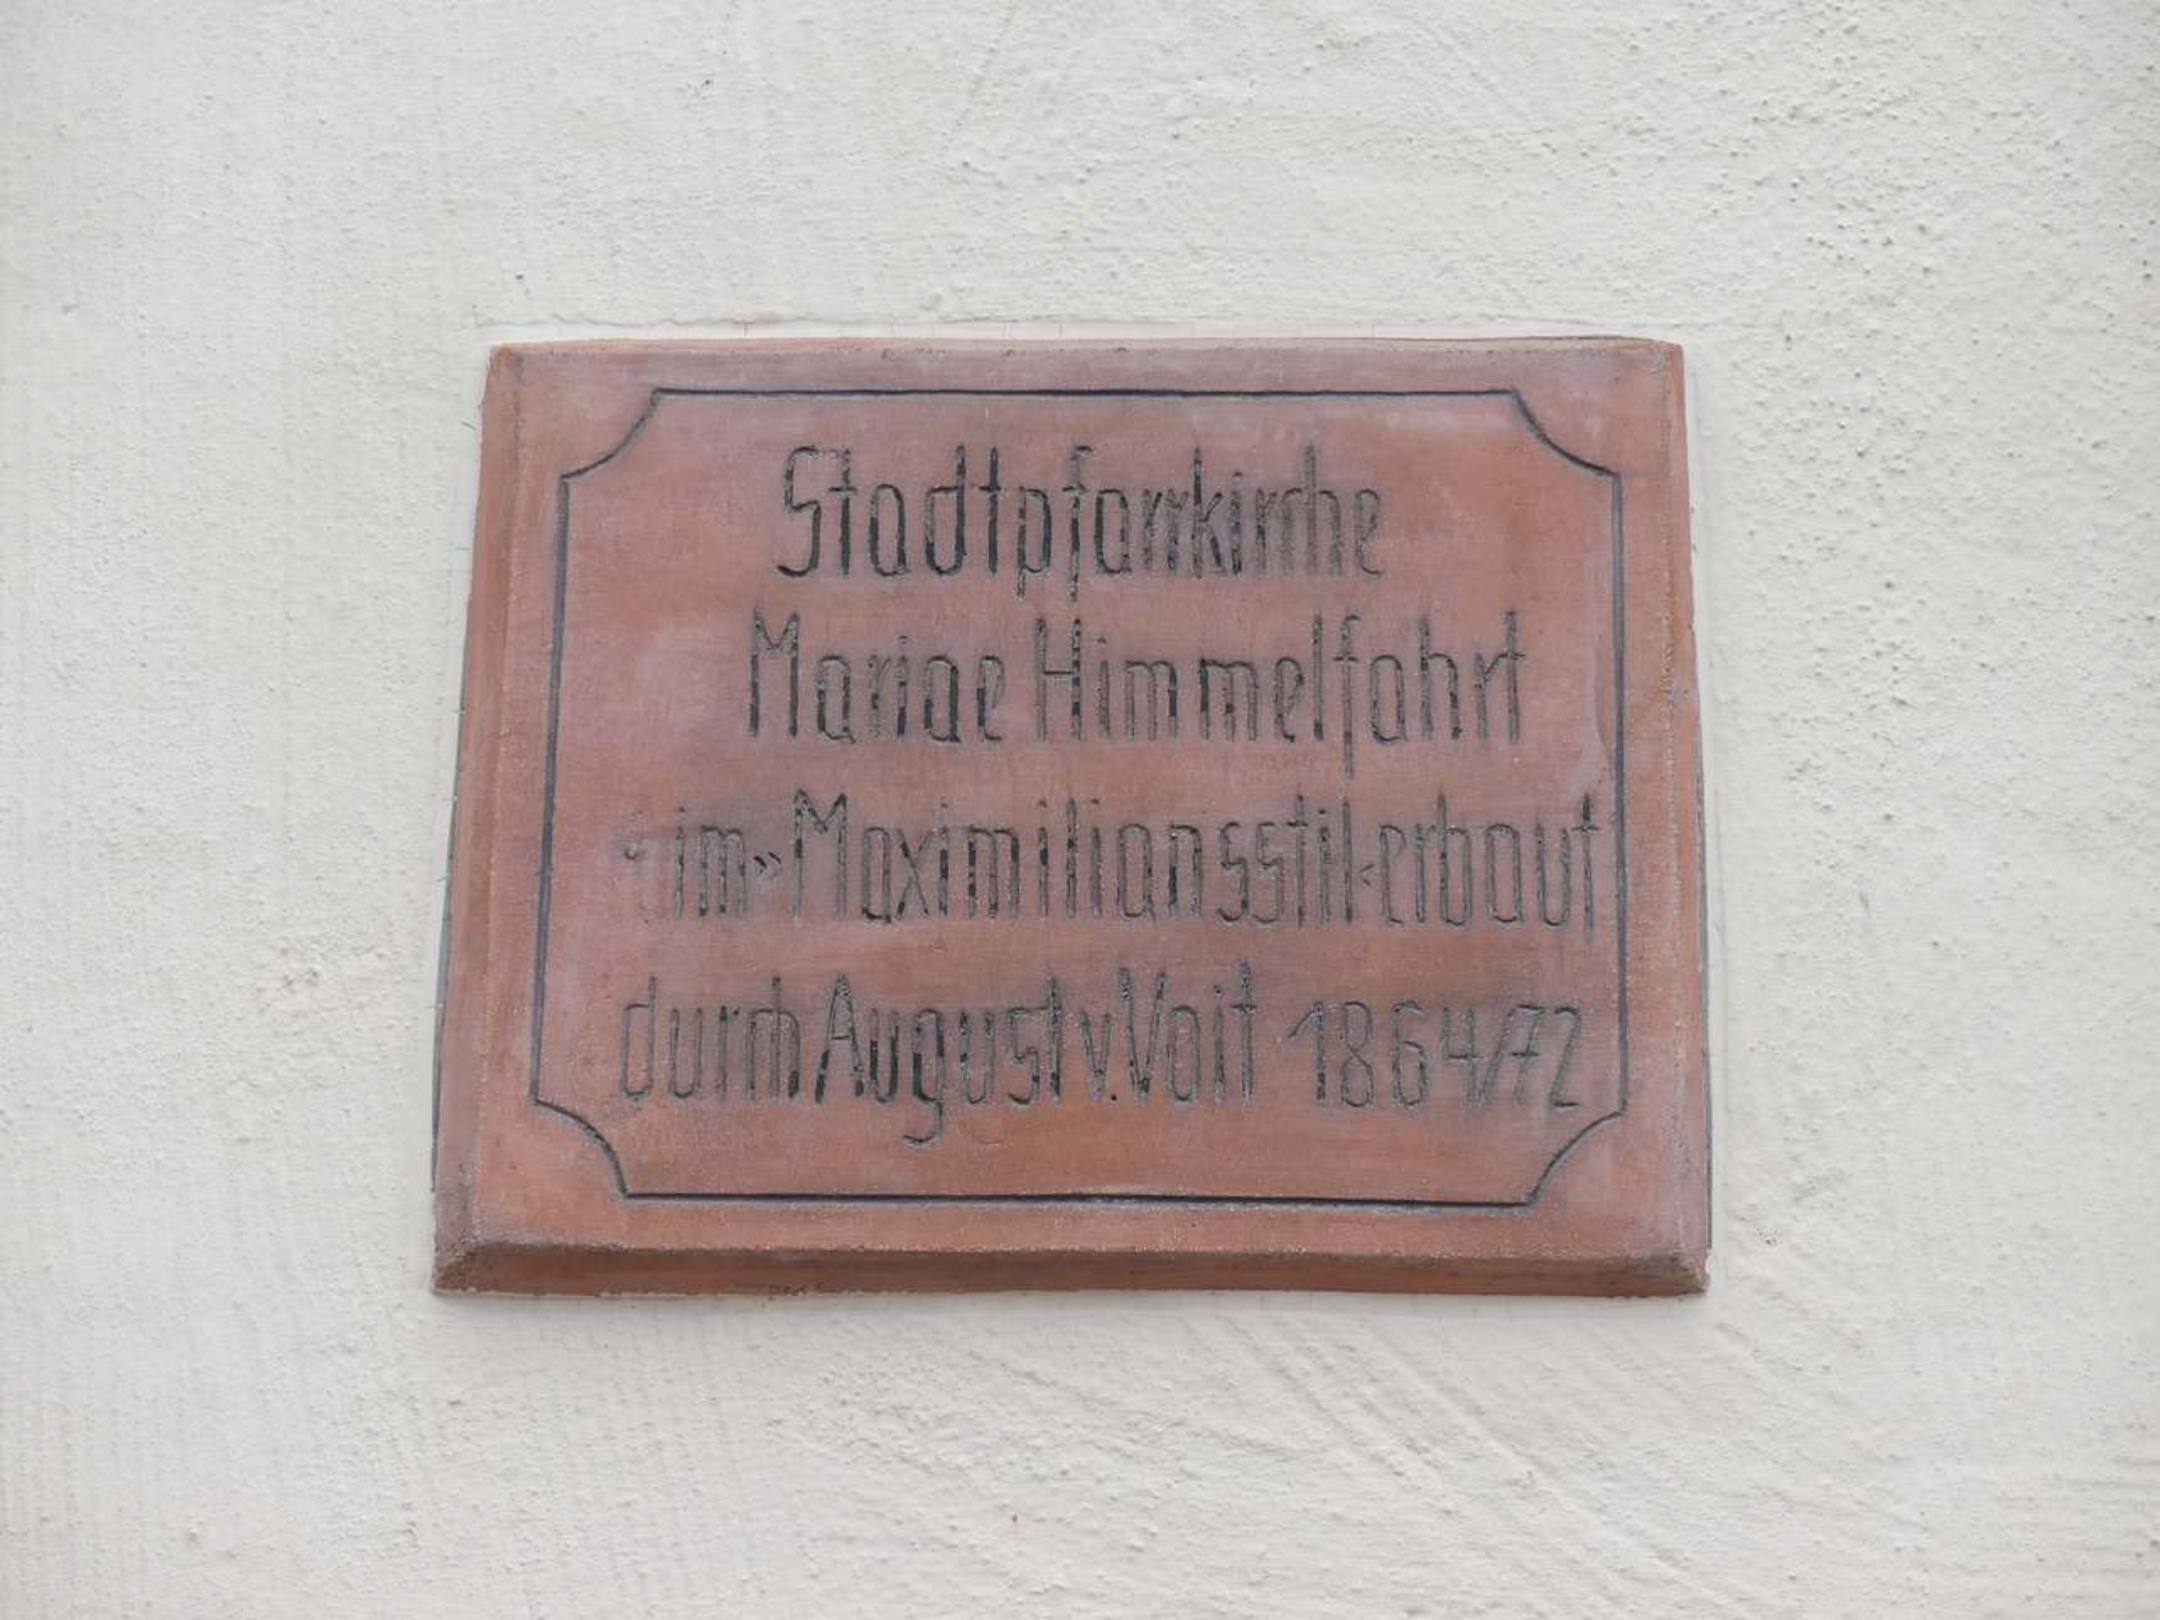 Stadtpfarrkirche
Mariae Himmelfahrt
im »Maximiliansstil« erbaut
durch August v. Voit 1864/72